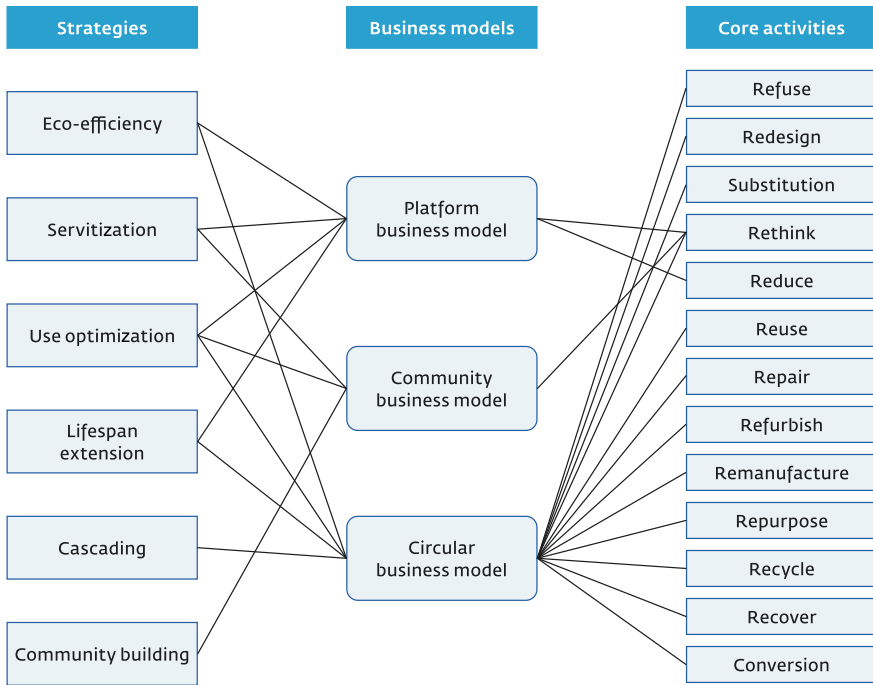 Strategies
Business models
Core activities
Eco-efficiency
Servitization
Use optimization
Lifespan
extension
Cascading
Community building
Platform
business model
Community
business model
Circular
business model
Refuse
Redesign
Substitution
Rethink
Reduce
Reuse
Repair
Refurbish
Remanufacture
Repurpose
Recycle
Recover
Conversion